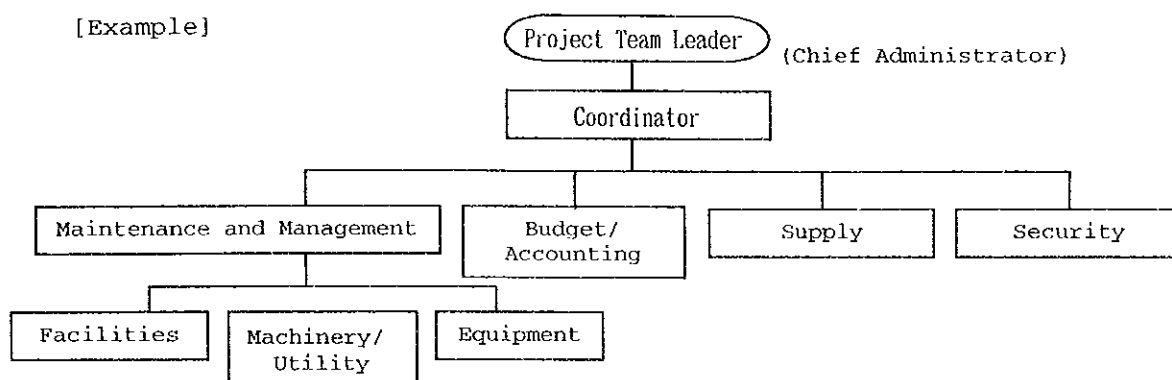 [Example]
Project Team Leader
(Chief Administrator)
Coordinator
Maintenance and Management
Budget/
Accounting
Supply
Security
Facilities
Machinery/
Utility
Equipment